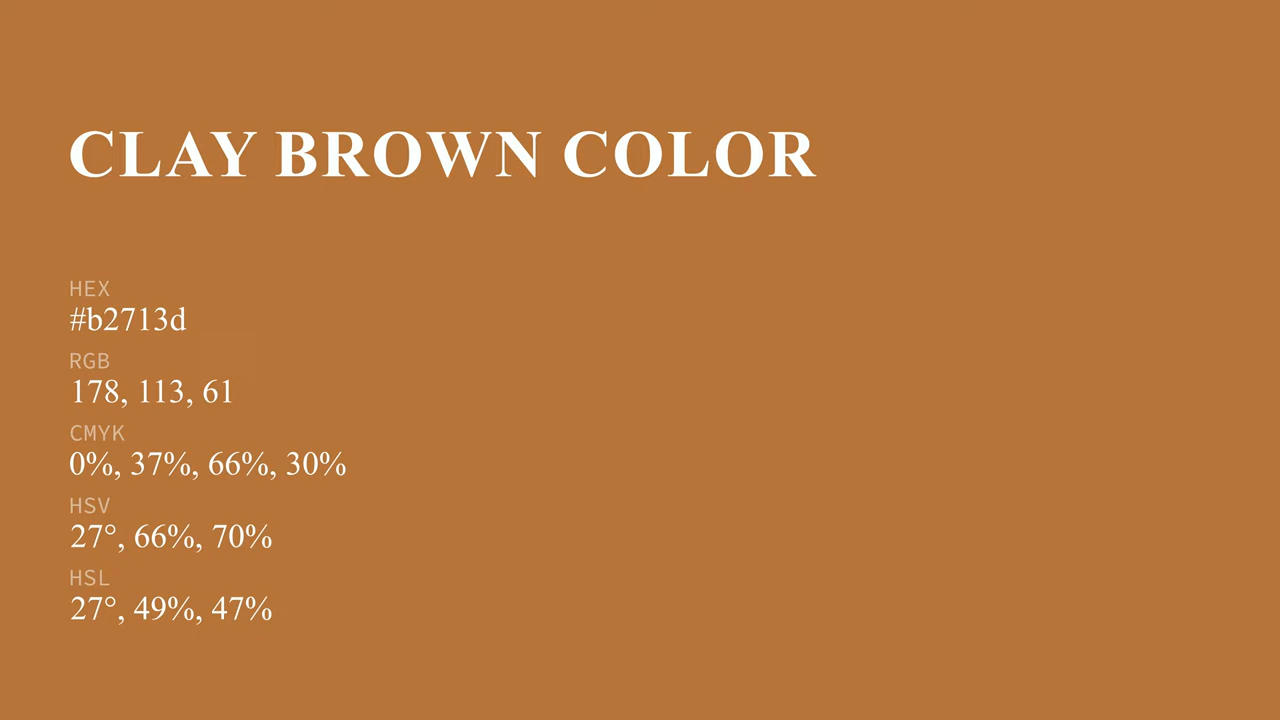 CLAY BROWN COLOR
HEX
#b2713d
RGB
178, 113, 61
CMYK
0%, 37%, 66%, 30%
HSV
27°, 66%, 70%
HSL
27°, 49%, 47%